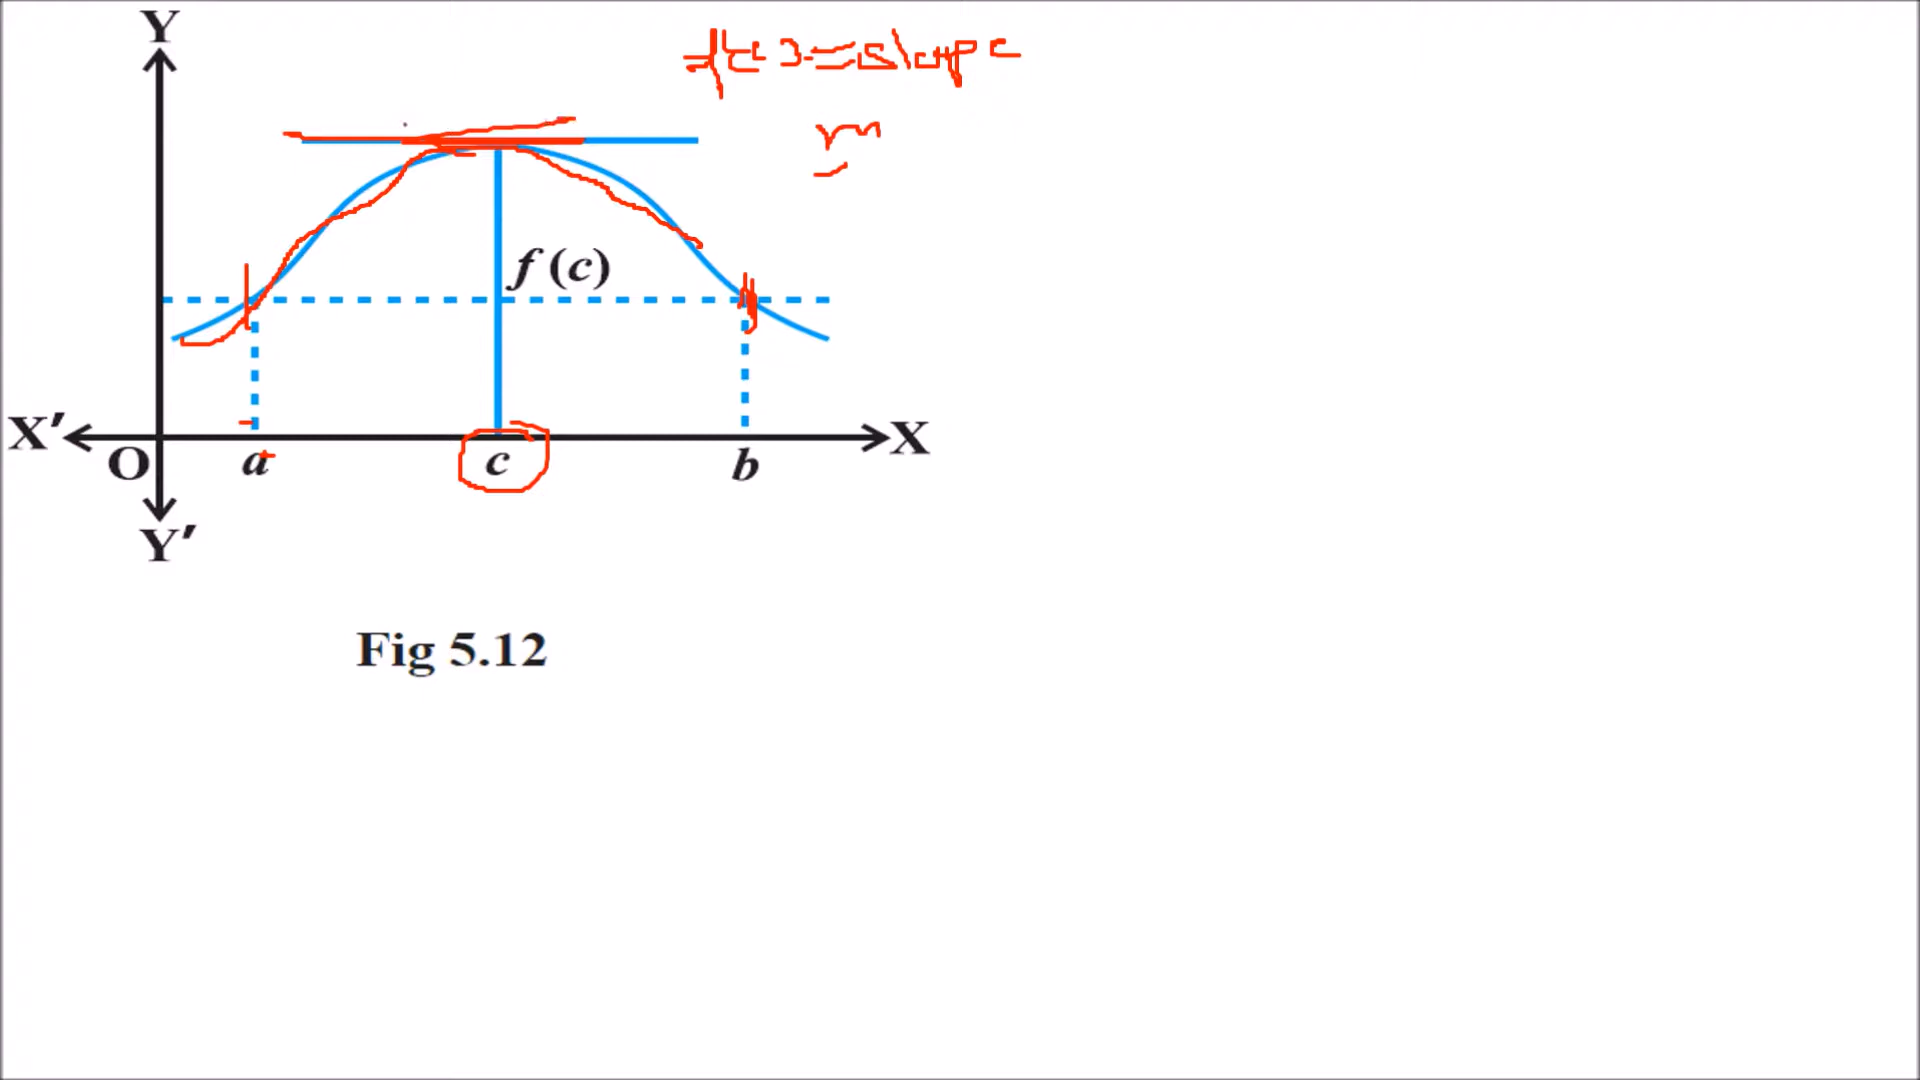 Y
f(c)=slope
m
f (c)
X′
X
O
a
c
b
Y′
Fig 5.12